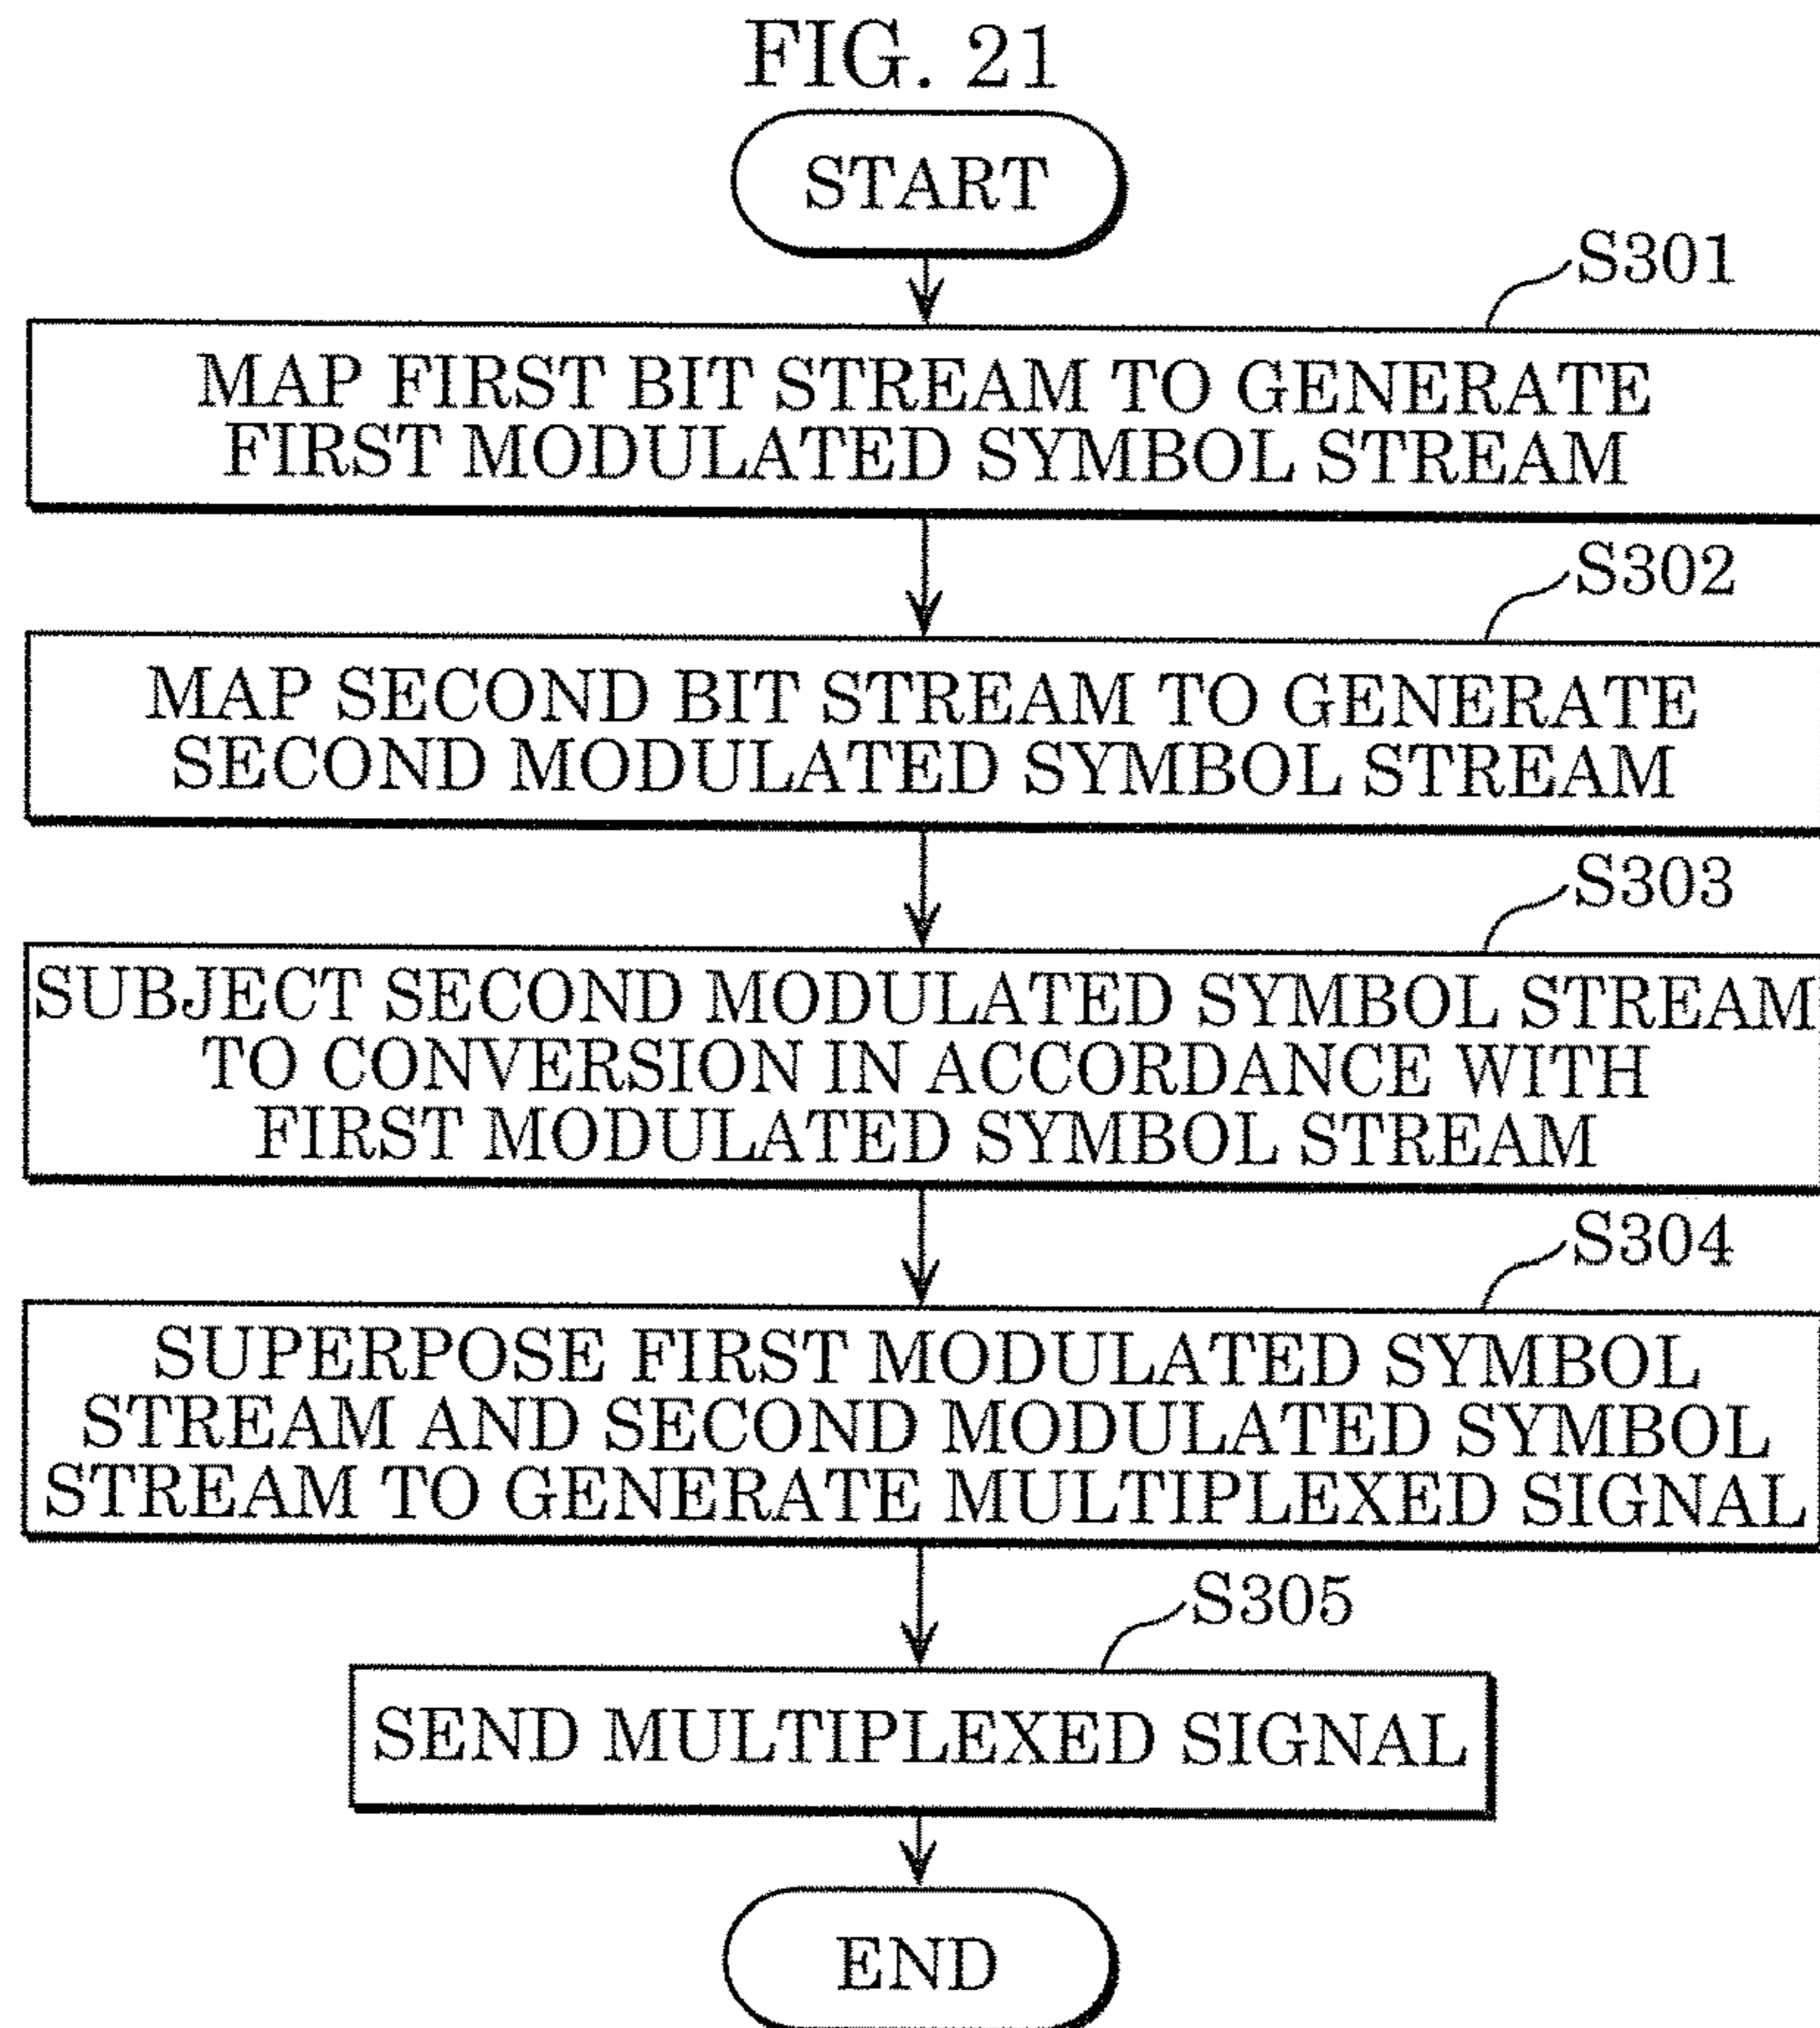 FIG. 21
START
S301
MAP FIRST BIT STREAM TO GENERATE
FIRST MODULATED SYMBOL STREAM
S302
MAP SECOND BIT STREAM TO GENERATE
SECOND MODULATED SYMBOL STREAM
S303
SUBJECT SECOND MODULATED SYMBOL STREAM
TO CONVERSION IN ACCORDANCE WITH
FIRST MODULATED SYMBOL STREAM
S304
SUPERPOSE FIRST MODULATED SYMBOL
STREAM AND SECOND MODULATED SYMBOL
STREAM TO GENERATE MULTIPLEXED SIGNAL
S305
SEND MULTIPLEXED SIGNAL
END